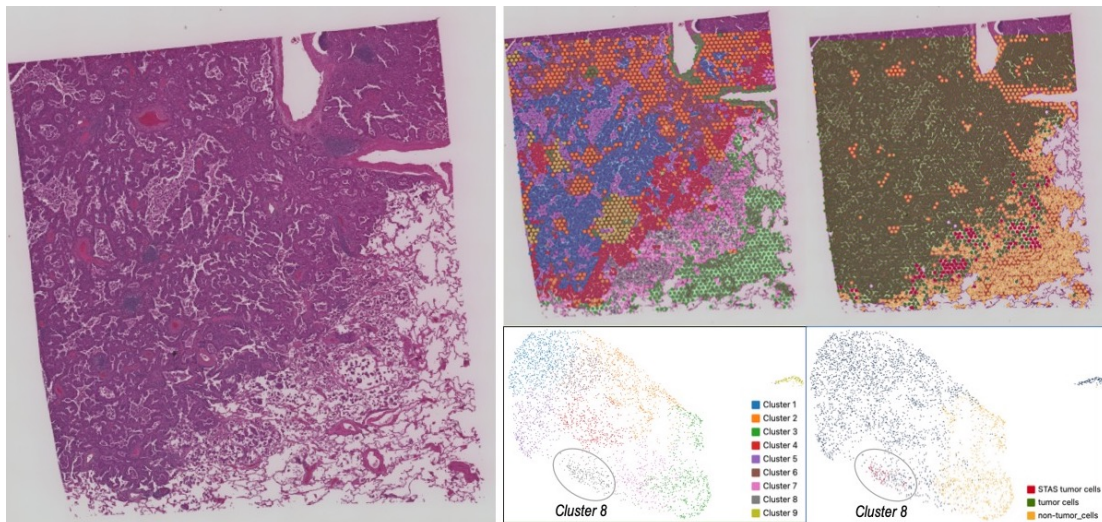 Cluster 1
Cluster 2
Cluster 3
Cluster 4
Cluster 5
Cluster 6
Cluster 7
Cluster 8
Cluster 9
Cluster 8
STAS tumor cells
tumor cells
non-tumor_cells
Cluster 8